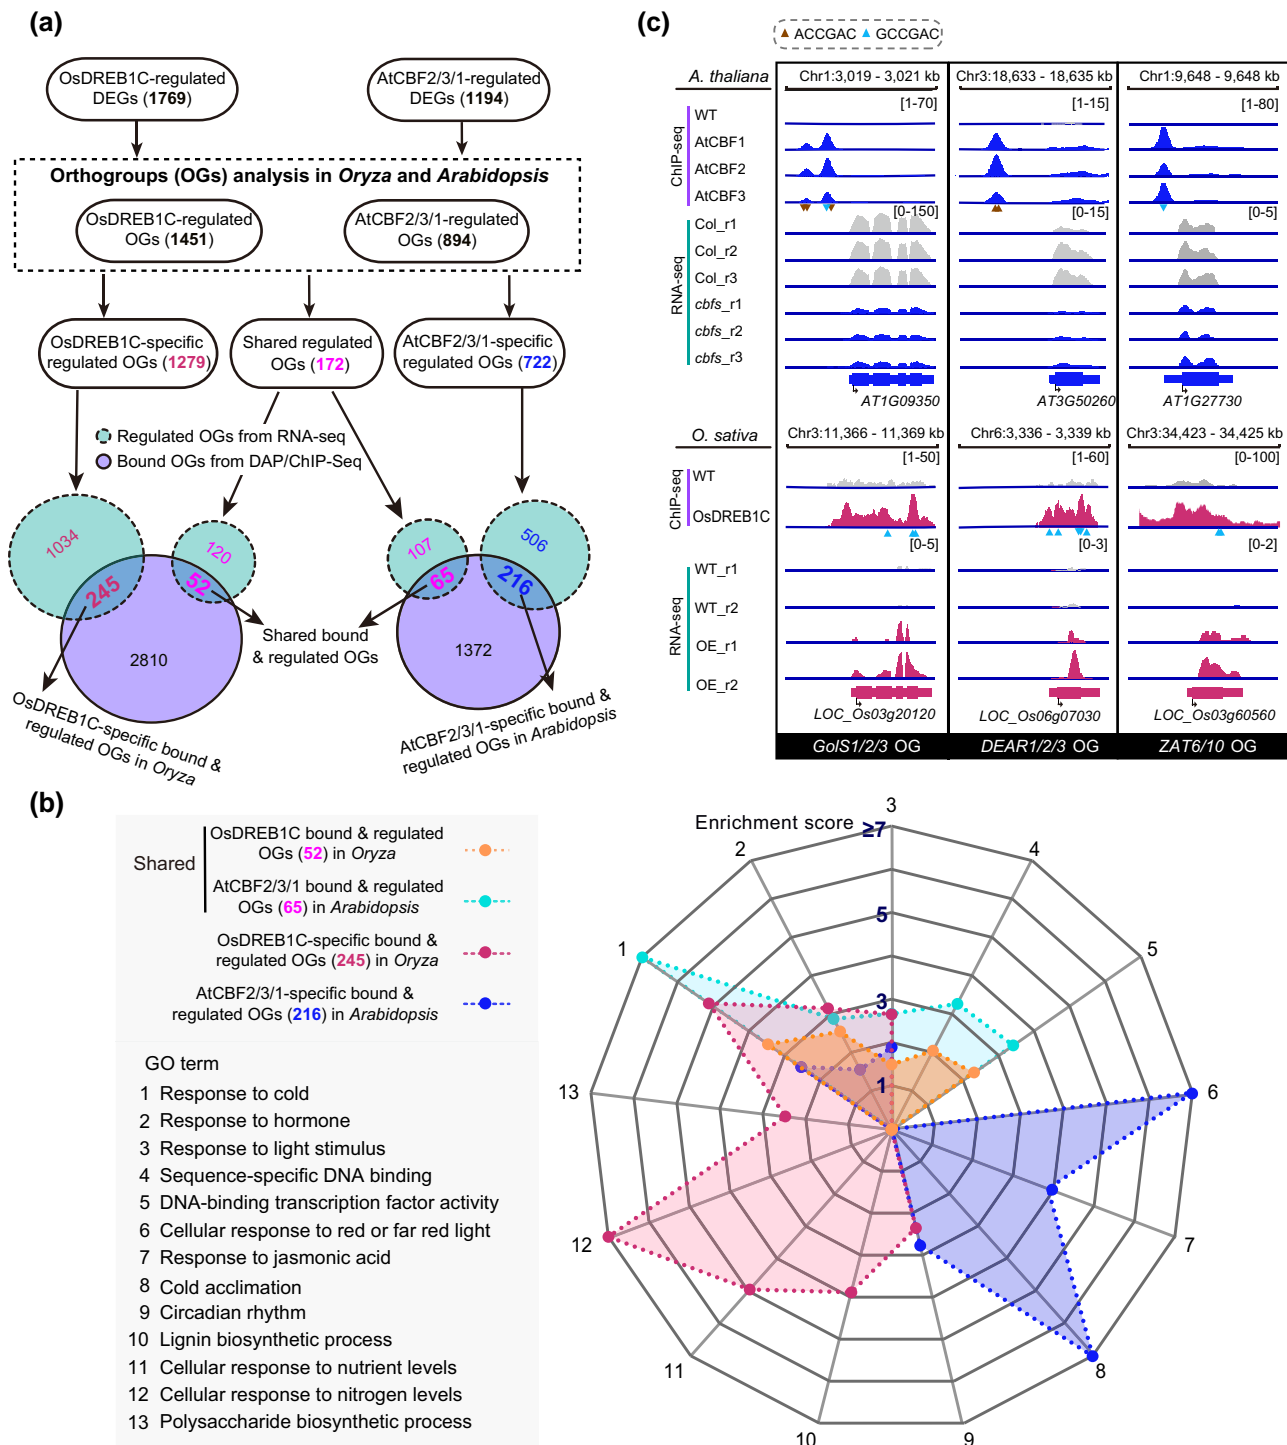 (a)
OsDREB1C-regulated
DEGs (1769)
AtCBF2/3/1-regulated
DEGs (1194)
Orthogroups (OGs) analysis in Oryza and Arabidopsis
OsDREB1C-regulated
OGs (1451)
AtCBF2/3/1-regulated
OGs (894)
OsDREB1C-specific
regulated OGs (1279)
Shared regulated
OGs (172)
AtCBF2/3/1-specific
regulated OGs (722)
Regulated OGs from RNA-seq
Bound OGs from DAP/ChIP-Seq
1034
245
2810
120
52
107
65
1372
506
216
Shared bound
& regulated OGs
OsDREB1C-specific bound &
regulated OGs in Oryza
AtCBF2/3/1-specific bound &
regulated OGs in Arabidopsis
(c)
ACCGAC GCCGAC
A. thaliana
Chr1:3,019 - 3,021 kb
Chr3:18,633 - 18,635 kb
Chr1:9,648 - 9,648 kb
[1-70]
[1-15]
[1-80]
ChIP-seq
WT
AtCBF1
AtCBF2
AtCBF3
[0-150]
[0-15]
[0-5]
RNA-seq
Col_r1
Col_r2
Col_r3
cbfs_r1
cbfs_r2
cbfs_r3
AT1G09350
AT3G50260
AT1G27730
O. sativa
Chr3:11,366 - 11,369 kb
Chr6:3,336 - 3,339 kb
Chr3:34,423 - 34,425 kb
[1-50]
[1-60]
[0-100]
ChIP-seq
WT
OsDREB1C
[0-5]
[0-3]
[0-2]
RNA-seq
WT_r1
WT_r2
OE_r1
OE_r2
LOC_Os03g20120
LOC_Os06g07030
LOC_Os03g60560
GolS1/2/3 OG
DEAR1/2/3 OG
ZAT6/10 OG
(b)
Shared
OsDREB1C bound & regulated
OGs (52) in Oryza
AtCBF2/3/1 bound & regulated
OGs (65) in Arabidopsis
OsDREB1C-specific bound &
regulated OGs (245) in Oryza
AtCBF2/3/1-specific bound &
regulated OGs (216) in Arabidopsis
GO term
1 Response to cold
2 Response to hormone
3 Response to light stimulus
4 Sequence-specific DNA binding
5 DNA-binding transcription factor activity
6 Cellular response to red or far red light
7 Response to jasmonic acid
8 Cold acclimation
9 Circadian rhythm
10 Lignin biosynthetic process
11 Cellular response to nutrient levels
12 Cellular response to nitrogen levels
13 Polysaccharide biosynthetic process
Enrichment score
≥7
5
3
1
1
2
3
4
5
6
7
8
9
10
11
12
13